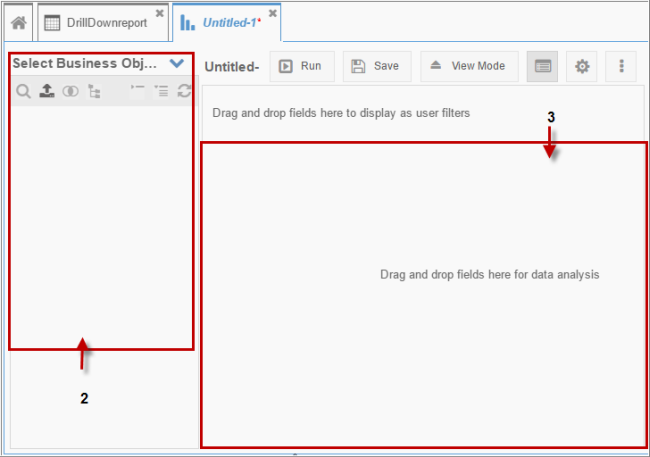 DrillDownreport
Untitled-1*
Select Business Obj...
Untitled-
Run
Save
View Mode
Drag and drop fields here to display as user filters
3
Drag and drop fields here for data analysis
2